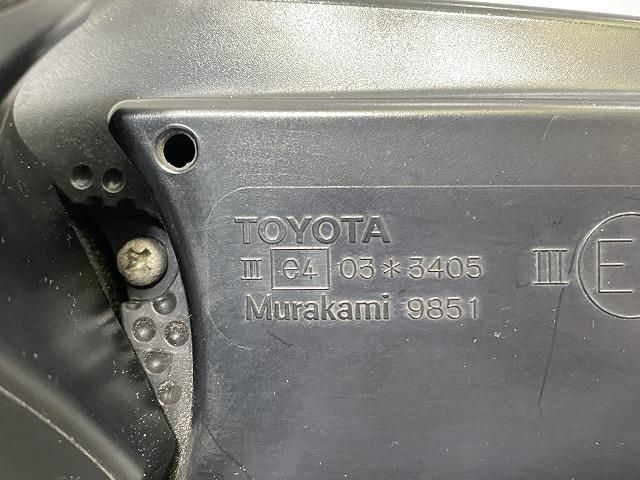 TOYOTA
III e4 03*3405 III E
Murakami 9851